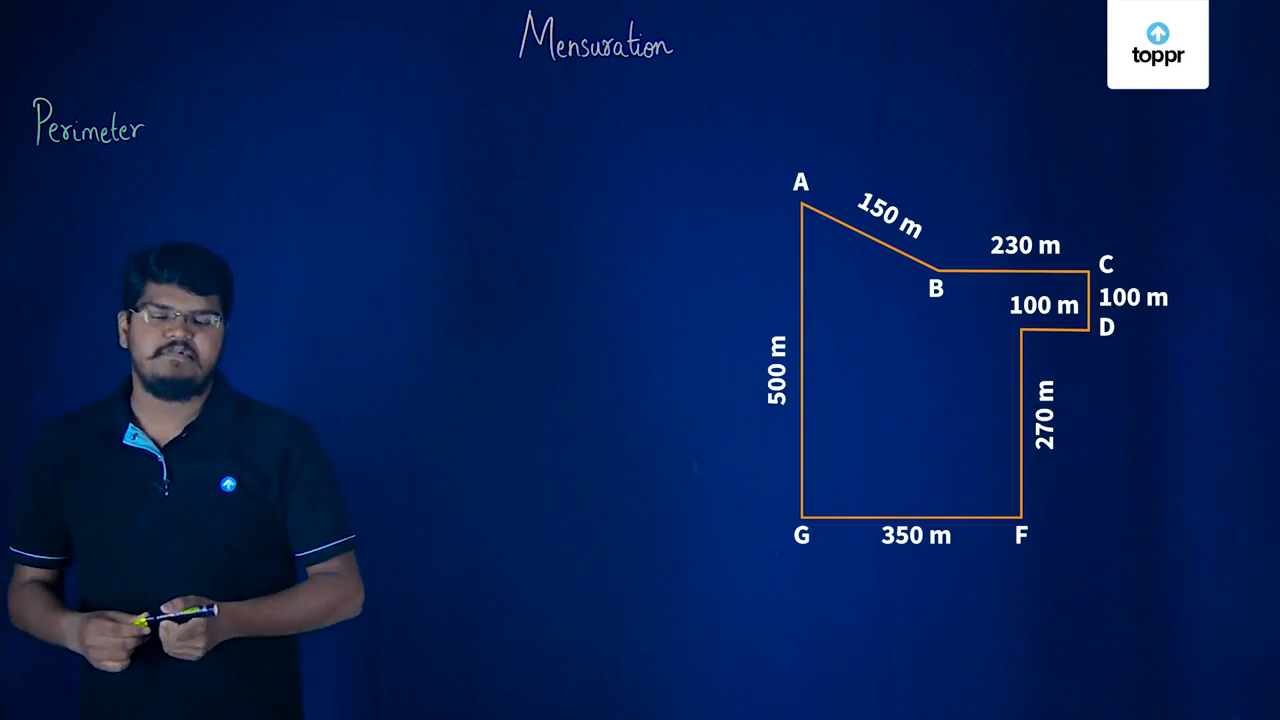 Mensuration
toppr
Perimeter
A
150 m
230 m
C
B
100 m
100 m
D
500 m
270 m
G
350 m
F